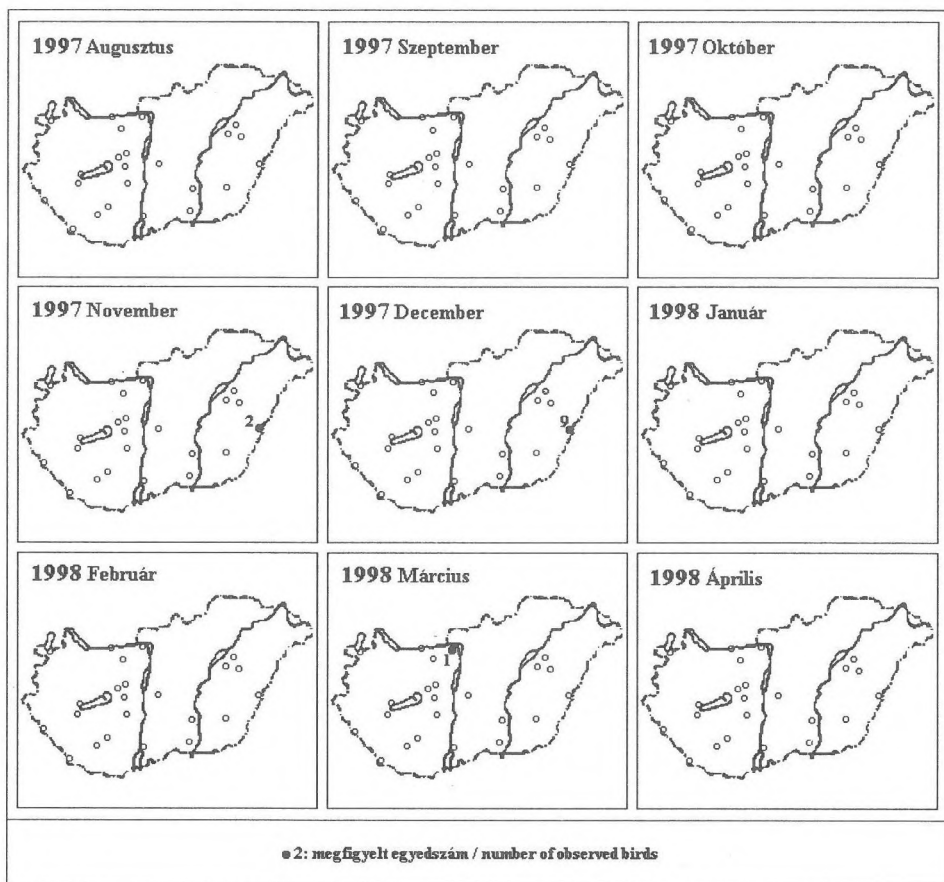 1997 Augusztus
1997 Szeptember
1997 Október
1997 November
2
1997 December
9
1998 Január
1998 Február
1998 Március
1
1998 Április
● 2: megfigyelt egyedszám / number of observed birds